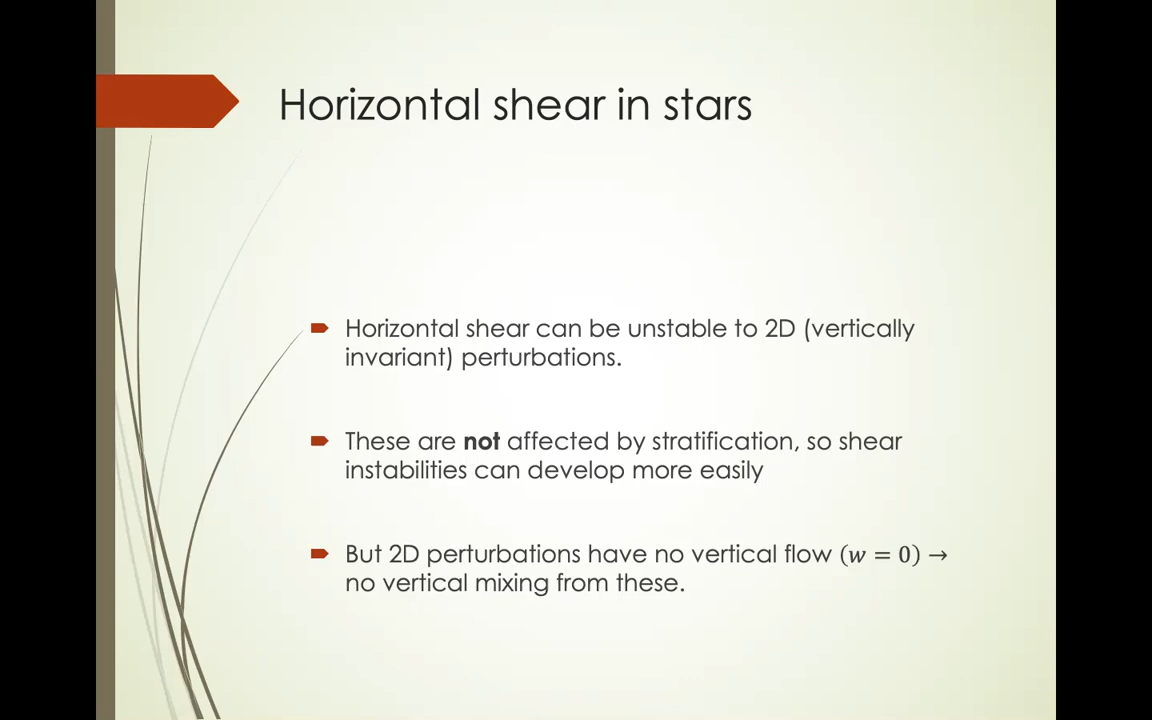 Horizontal shear in stars
Horizontal shear can be unstable to 2D (vertically
invariant) perturbations.
These are not affected by stratification, so shear
instabilities can develop more easily
But 2D perturbations have no vertical flow (w = 0) →
no vertical mixing from these.